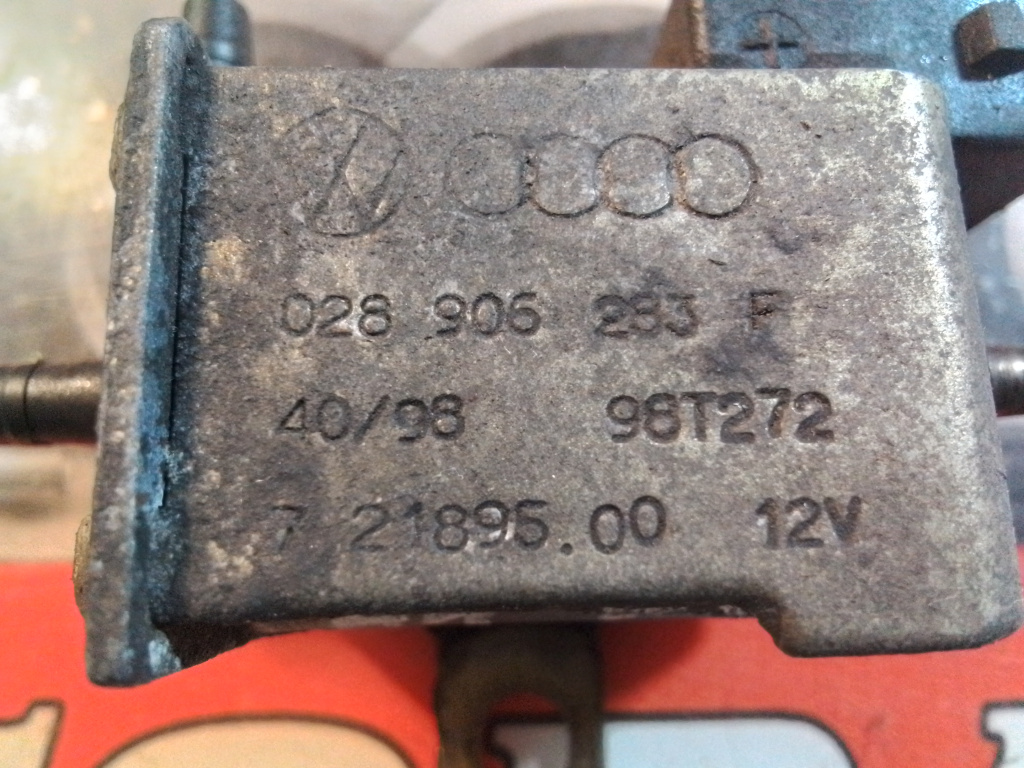 028 906 283 F
40/98 98T272
7 21895.00 12V
+